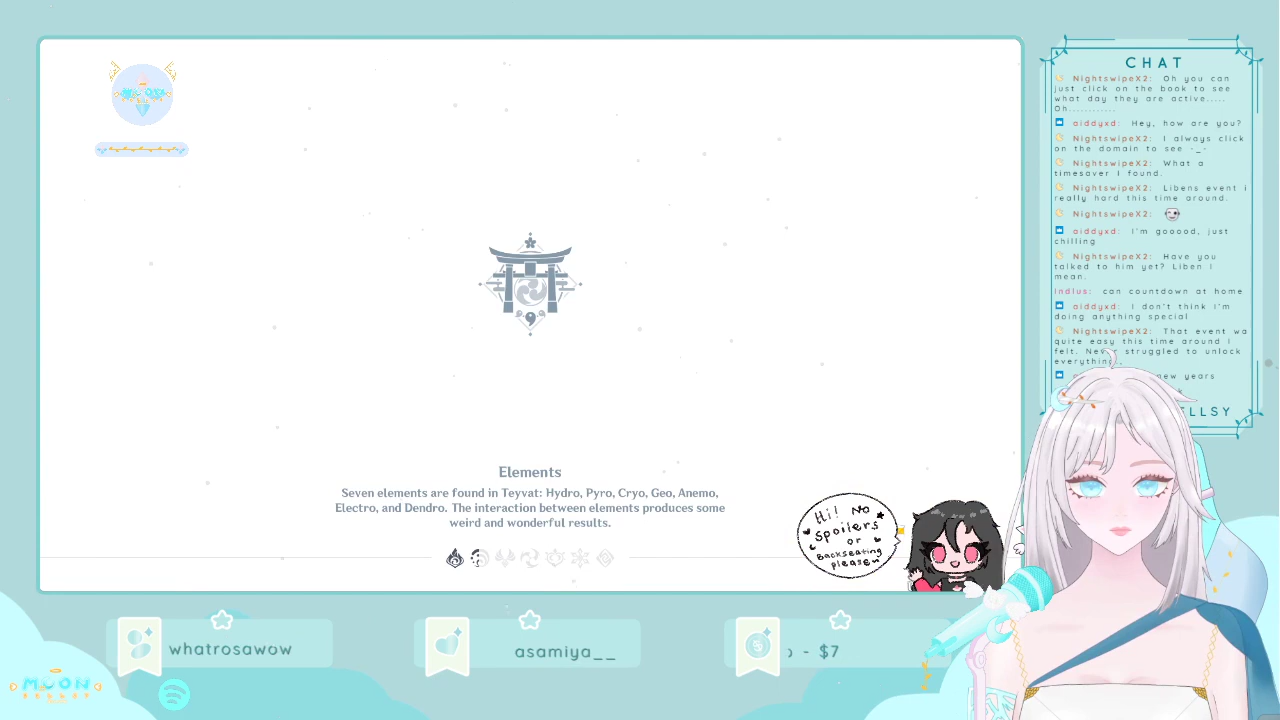 CHAT
NightswipeX2: Oh you can
just click on the book to see
what day they are active.....
Oh............
aiddyxd: Hey, how are you?
NightswipeX2: I always click
on the domain to see -_-
NightswipeX2: What a
timesaver I found.
NightswipeX2: Libens event i
really hard this time around.
NightswipeX2:
aiddyxd: I'm gooood, just
chilling
NightswipeX2: Have you
talked to him yet? Liben I
mean.
Indlus: can countdown at home
aiddyxd: I don't think I'm
doing anything special
NightswipeX2: That event wa
quite easy this time around I
felt. struggled to unlock
everything.
new years
LLSY
Elements
Seven elements are found in Teyvat: Hydro, Pyro, Cryo, Geo, Anemo,
Electro, and Dendro. The interaction between elements produces some
weird and wonderful results.
Hi! No
Spoilers
or
Backseating
please~
whatrosawow
asamiya__
- $7
MOON